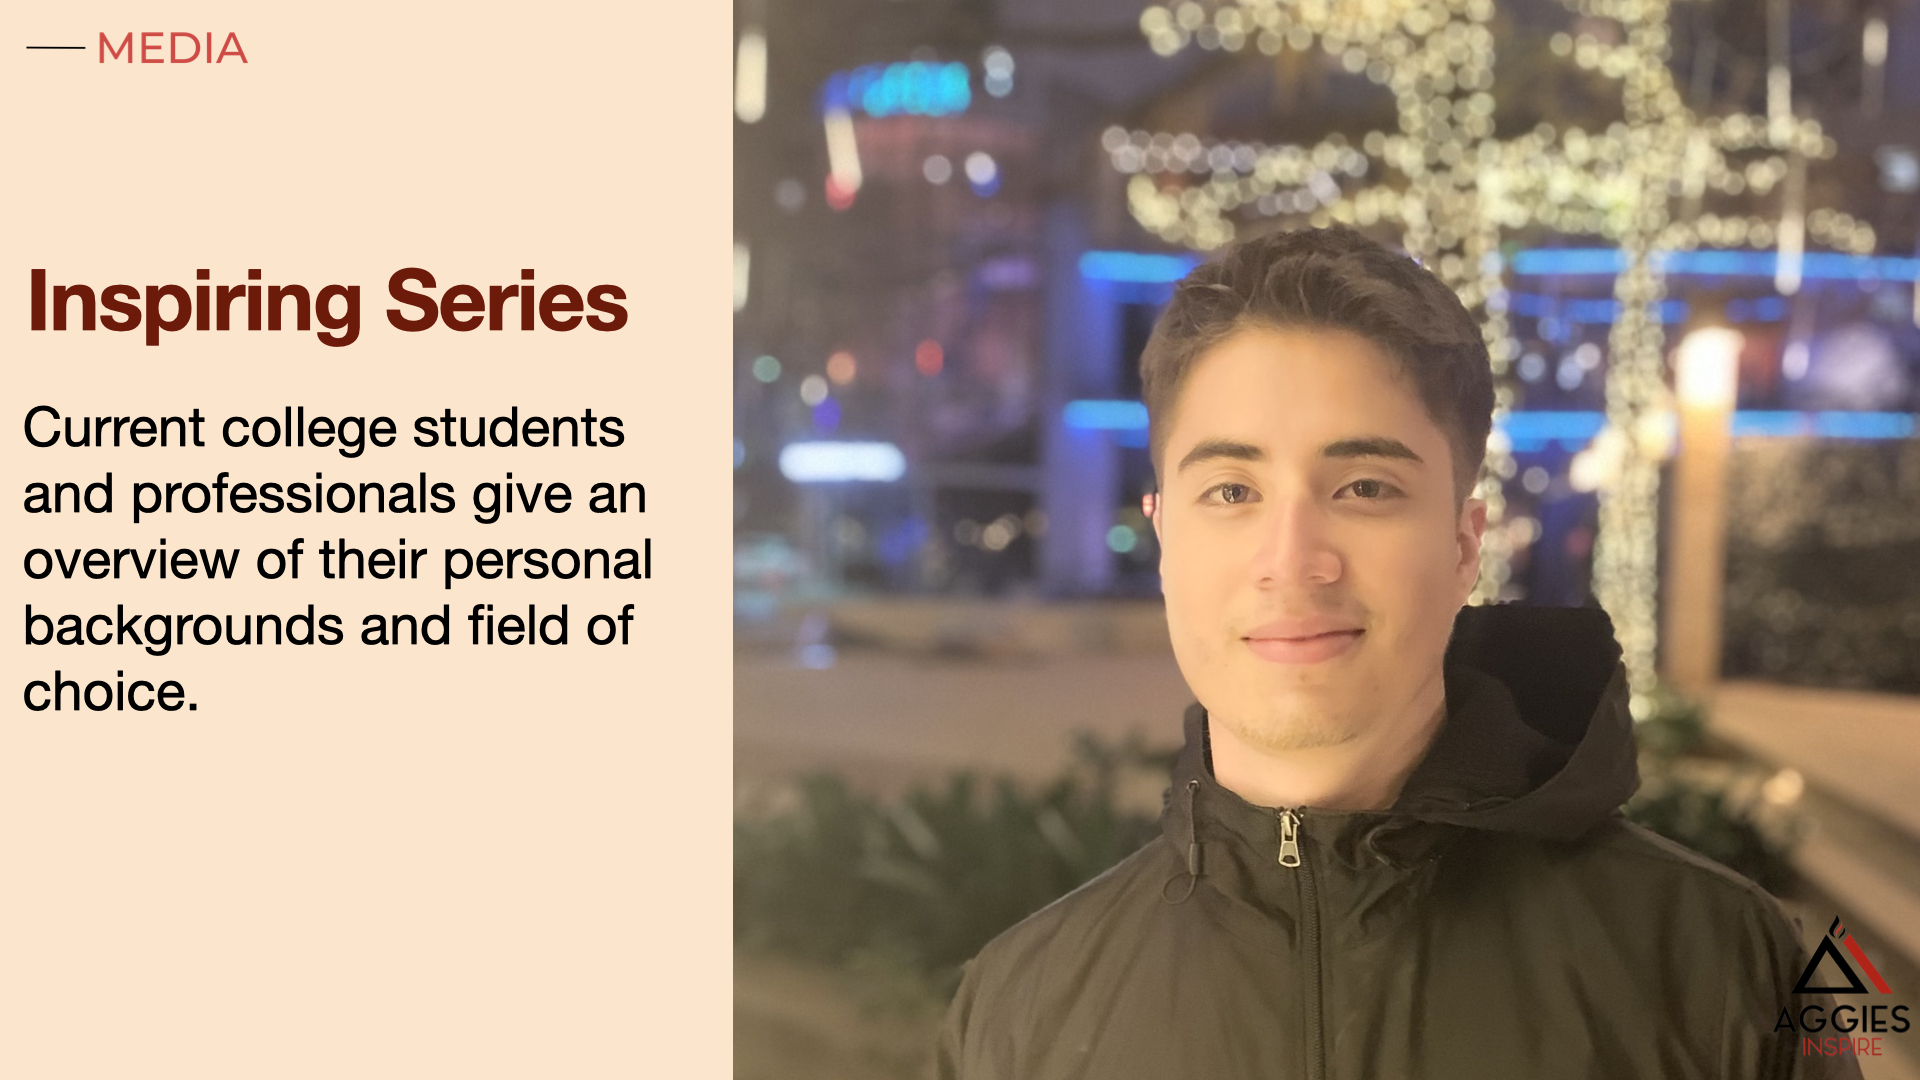 MEDIA
Inspiring Series
Current college students
and professionals give an
overview of their personal
backgrounds and field of
choice.
AGGIES
INSPIRE